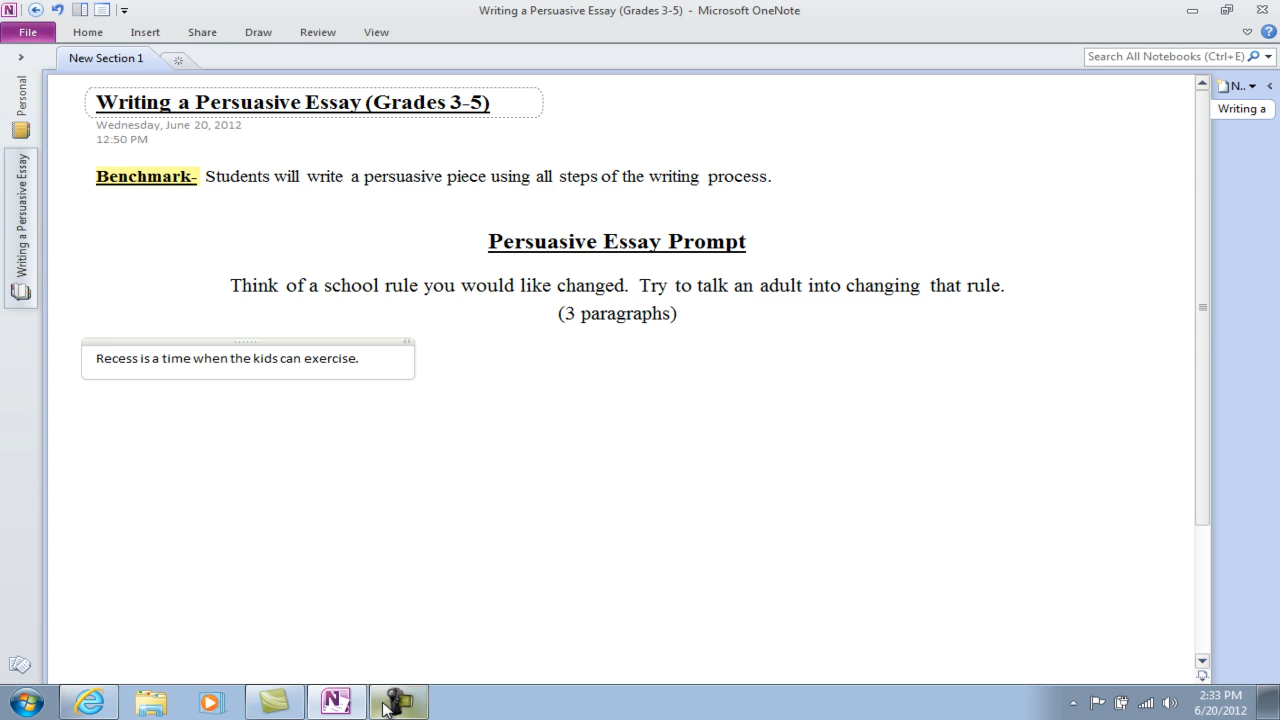 Writing a Persuasive Essay (Grades 3-5) - Microsoft OneNote
File Home Insert Share Draw Review View
New Section 1
Search All Notebooks (Ctrl+E)
N..
Writing a
Personal
Writing a Persuasive Essay
Writing a Persuasive Essay (Grades 3-5)
Wednesday, June 20, 2012
12:50 PM
Benchmark- Students will write a persuasive piece using all steps of the writing process.
Persuasive Essay Prompt
Think of a school rule you would like changed. Try to talk an adult into changing that rule.
(3 paragraphs)
Recess is a time when the kids can exercise.
2:33 PM
6/20/2012